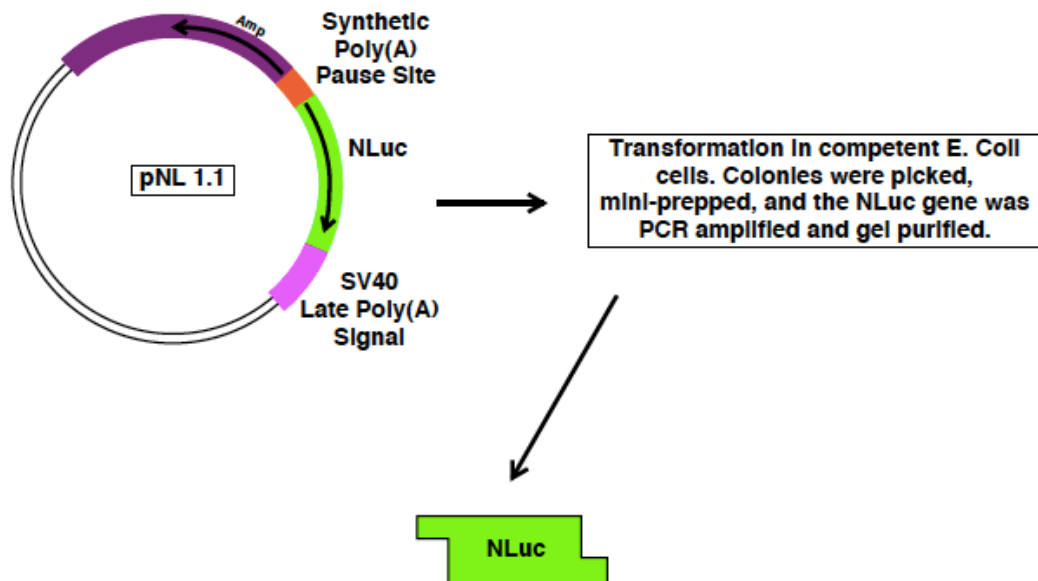 Amp
Synthetic
Poly(A)
Pause Site
NLuc
pNL 1.1
SV40
Late Poly(A)
Signal
Transformation in competent E. Coli
cells. Colonies were picked,
mini-prepped, and the NLuc gene was
PCR amplified and gel purified.
NLuc